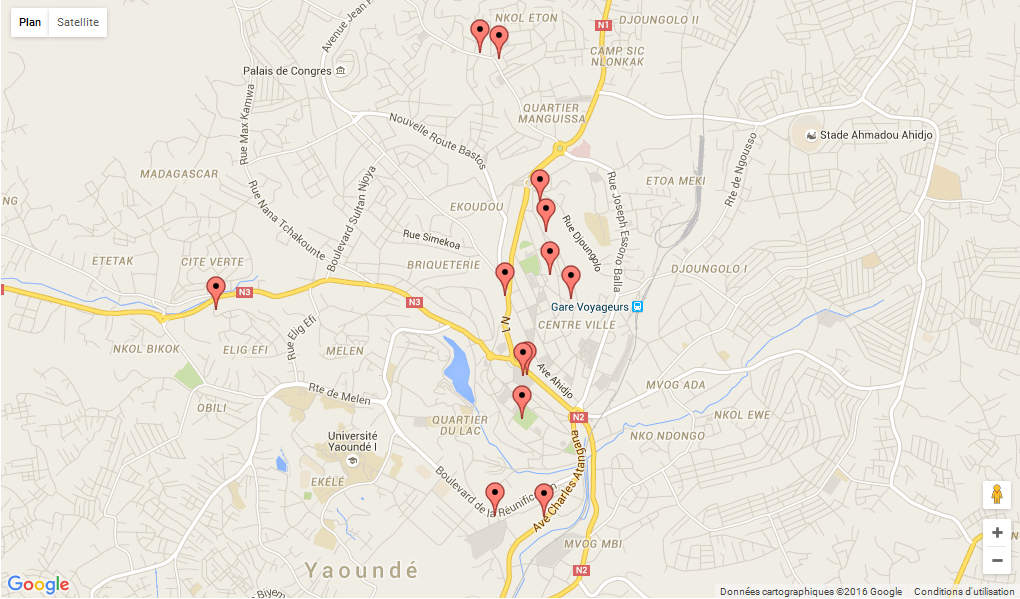 Plan
Satellite
Avenue Jean P
NKOL ETON
DJOUNGOLO II
N1
CAMP SIC
NLONKAK
Palais de Congres
Rue Max Kamwa
QUARTIER
MANGUISSA
Nouvelle Route Bastos
Stade Ahmadou Ahidjo
Rte de Ngousso
MADAGASCAR
ETOA MEKI
NG
Rue Nana Tchakounte
Boulevard Sultan Njoya
EKOUDOU
Rue Joseph Essono Balla
Rue Djoungolo
Rue Simekoa
ETETAK
CITE VERTE
BRIQUETERIE
DJOUNGOLO I
N3
N3
Gare Voyageurs
N1
CENTRE VILLE
Rue Elig Efi
NKOL BIKOK
ELIG EFI
MELEN
Ave Ahidjo
MVOG ADA
Rte de Melen
OBILI
QUARTIER
DU LAC
N2
NKOL EWE
NKO NDONGO
Université
Yaoundé I
EKÉLÉ
Boulevard de la Réunification
Ave Charles Atangana
MVOG MBI
N2
Yaoundé
Google
Biyem
Données cartographiques ©2016 Google
Conditions d'utilisation